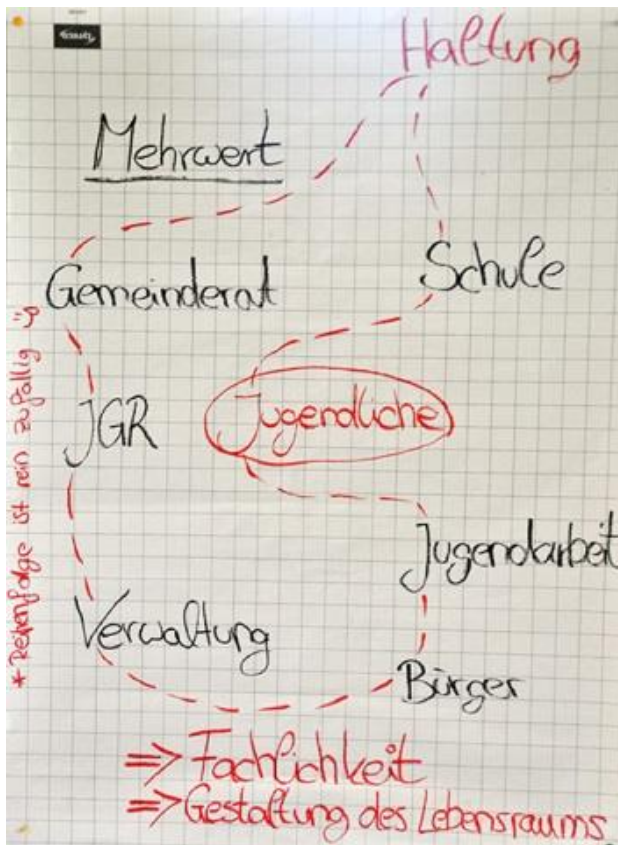 Haltung
Mehrwert
Gemeinderat
Schule
JGR
Jugendliche
Jugendarbeit
Verwaltung
Bürger
=> Fachlichkeit
=> Gestaltung des Lebensraums
* Reihenfolge ist rein zufällig